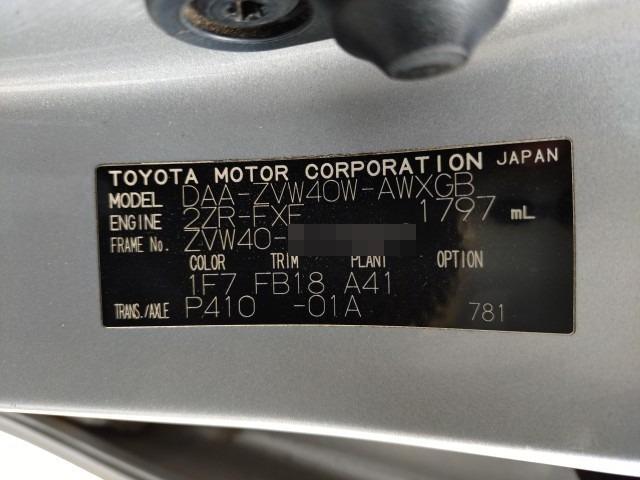 TOYOTA MOTOR CORPORATION JAPAN
MODEL DAA-ZVW40W-AWXGB
ENGINE 2ZR-FXE 1797 mL
FRAME No. ZVW40-
COLOR TRIM PLANT OPTION
1F7 FB18 A41
TRANS./AXLE P410 -01A 781